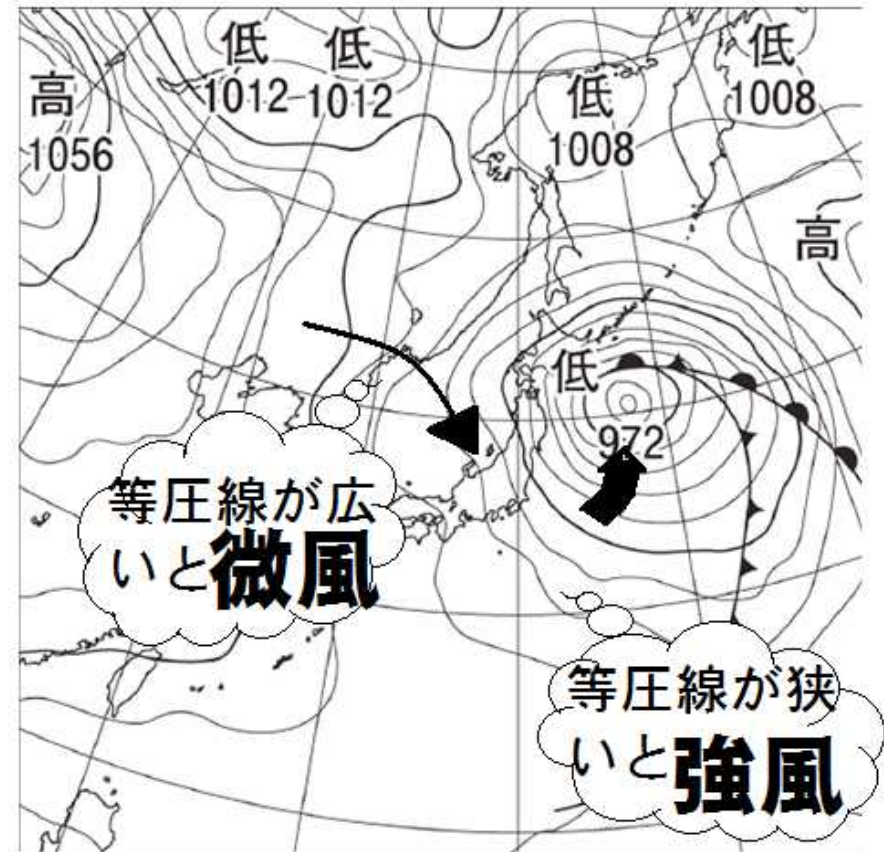 低 低 低
高 1012 1012 低 1008
1056 1008
高
低
972
等圧線が広
いと微風
等圧線が狭
いと強風